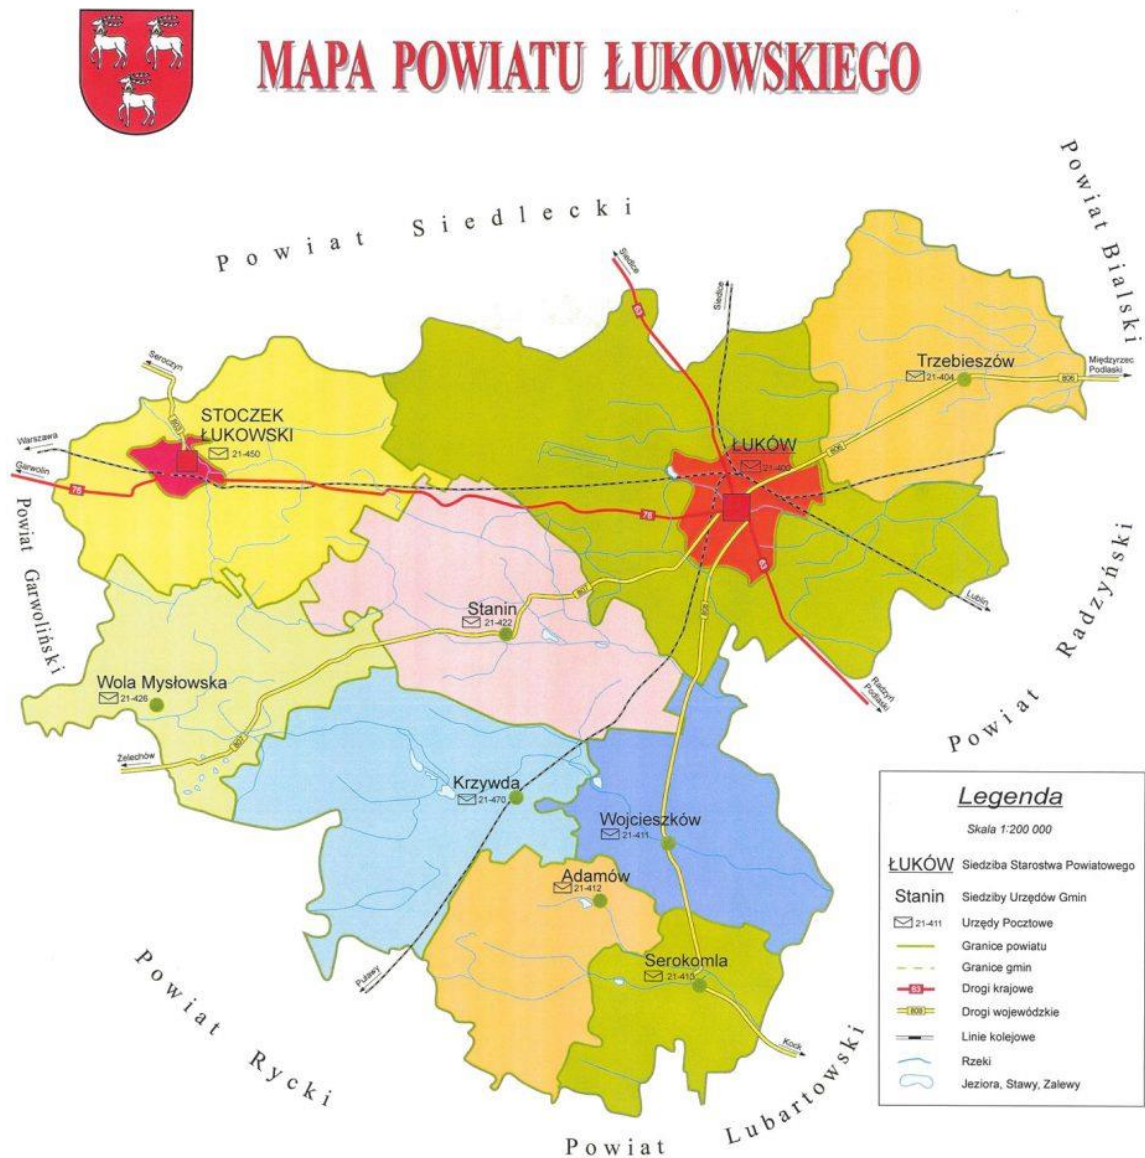 MAPA POWIATU ŁUKOWSKIEGO
Powiat Siedlecki
Powiat Bialski
Siedlce
Siedlce
63
Seroczyn
803
Trzebieszów
21-404
806
Międzyrzec
Podlaski
STOCZEK
ŁUKOWSKI
21-450
Warszawa
Garwolin
76
ŁUKÓW
21-400
806
76
63
Powiat Garwoliński
Powiat Radzyński
807
808
Lublin
Stanin
21-422
Radzyń
Podlaski
Wola Mysłowska
21-426
807
Żelechów
Krzywda
21-470
Wojcieszków
21-411
Adamów
21-412
Serokomla
21-413
Puławy
Kock
Powiat Rycki
Powiat Lubartowski
Legenda
Skala 1:200 000
ŁUKÓW Siedziba Starostwa Powiatowego
Stanin Siedziby Urzędów Gmin
21-411 Urzędy Pocztowe
Granice powiatu
Granice gmin
63 Drogi krajowe
808 Drogi wojewódzkie
Linie kolejowe
Rzeki
Jeziora, Stawy, Zalewy